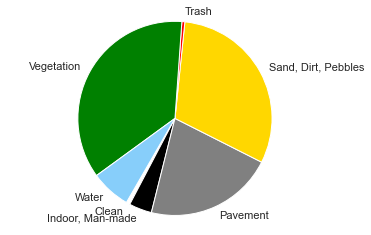 Trash
Vegetation
Sand, Dirt, Pebbles
Water
Clean
Indoor, Man-made
Pavement